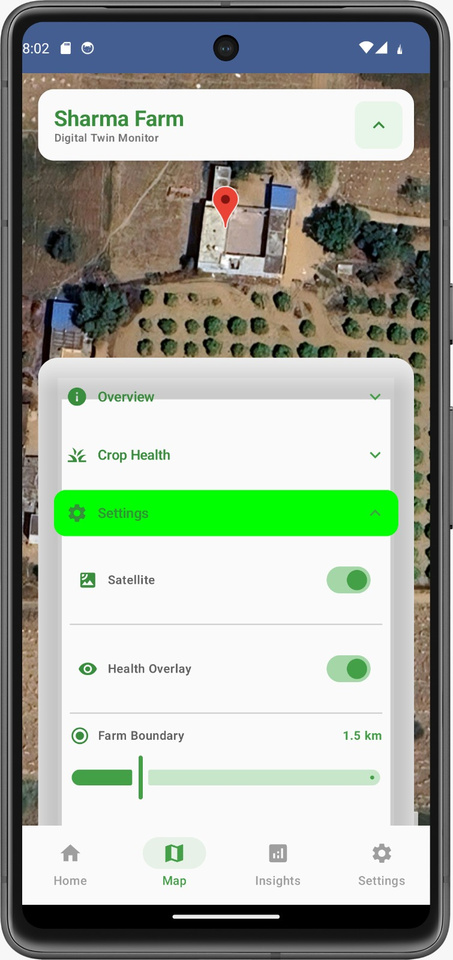 8:02
Sharma Farm
Digital Twin Monitor
Overview
Crop Health
Settings
Satellite
Health Overlay
Farm Boundary 1.5 km
Home Map Insights Settings